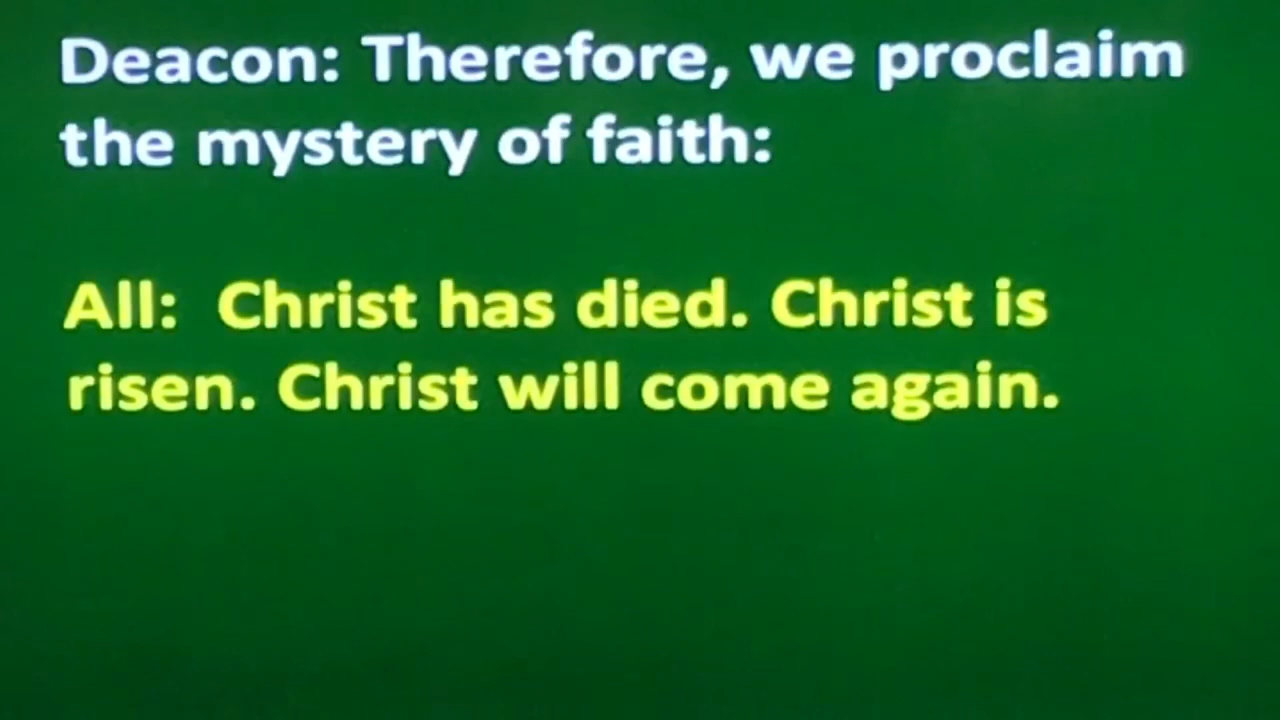 Deacon: Therefore, we proclaim
the mystery of faith:
All: Christ has died. Christ is
risen. Christ will come again.